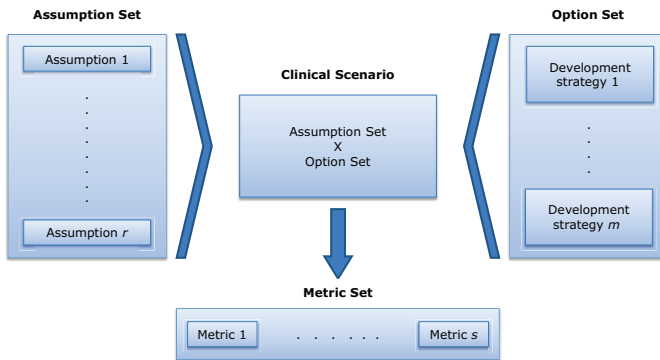 Assumption Set
Assumption 1
.
.
.
.
.
.
.
.
Assumption r
Clinical Scenario
Assumption Set
X
Option Set
Option Set
Development
strategy 1
.
.
.
.
Development
strategy m
Metric Set
Metric 1 . . . . . . Metric s